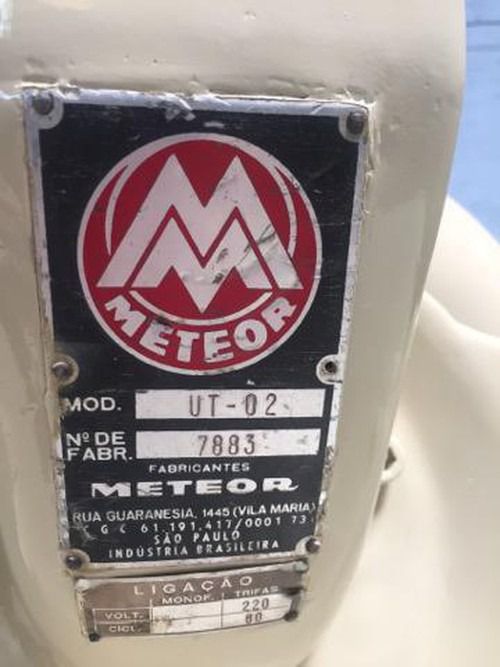 METEOR
MOD. UT-02
Nº DE FABR. 7883
FABRICANTES
METEOR
RUA GUARANESIA, 1445 (VILA MARIA)
C G C 61.191.417/0001 73
SÃO PAULO
INDUSTRIA BRASILEIRA
LIGAÇÃO
MONOF. TRIFAS
VOLT. 220
CICL. 60